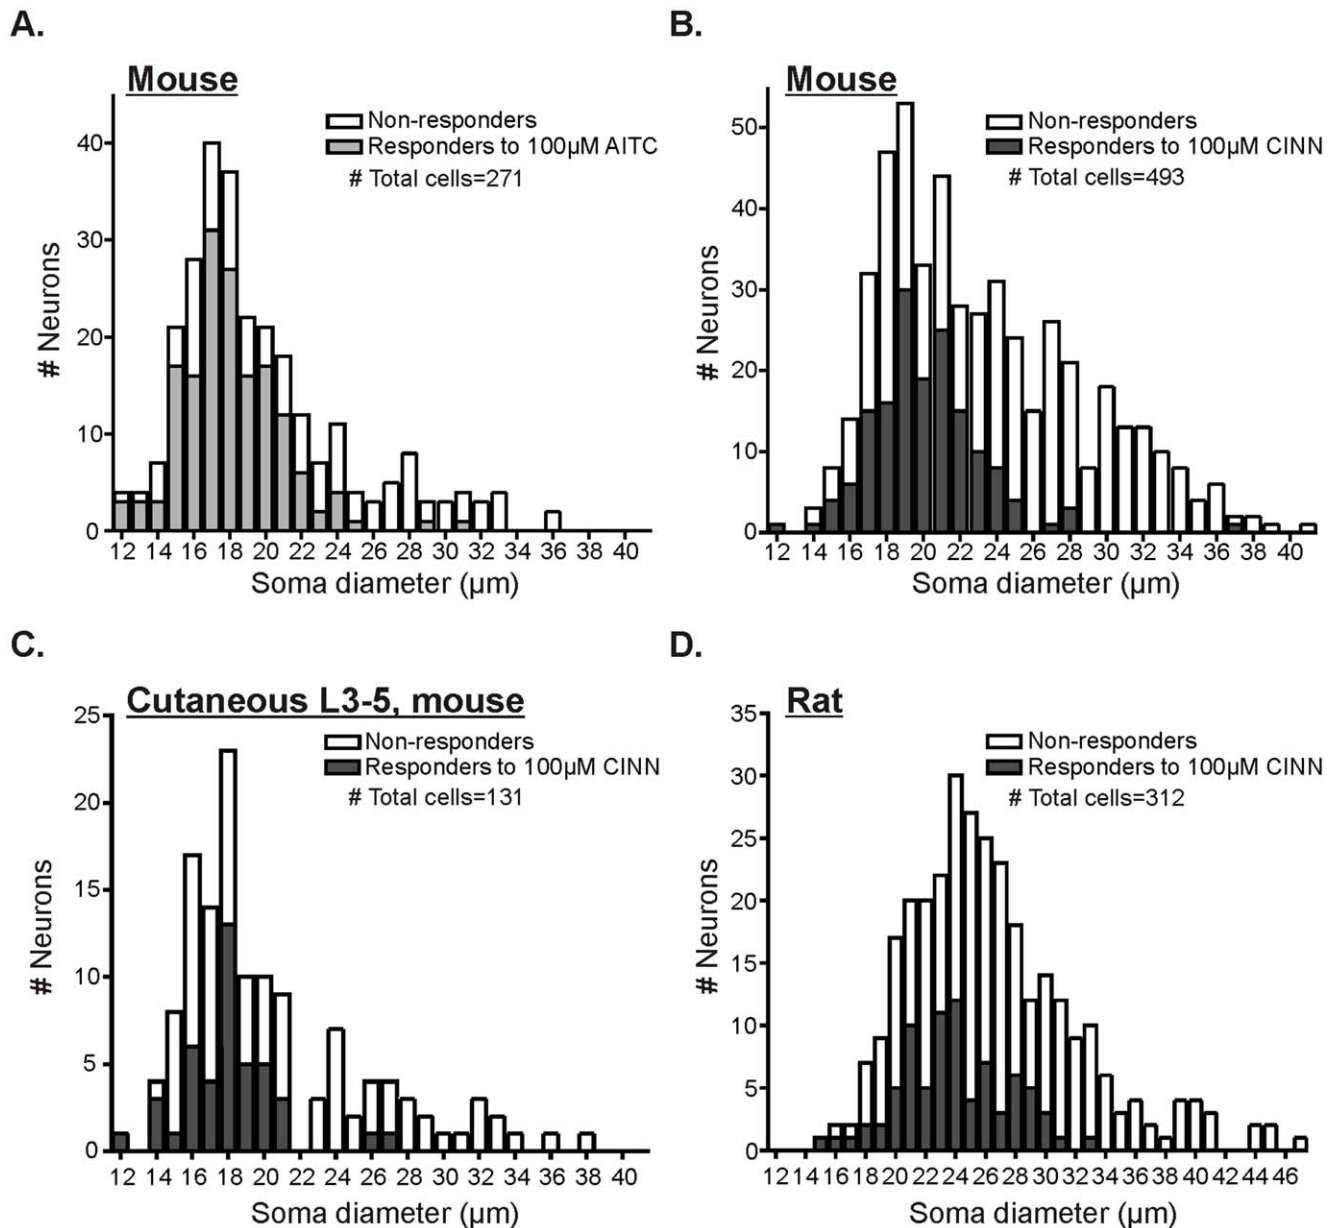 A.
Mouse
Non-responders
Responders to 100µM AITC
# Total cells=271
# Neurons
40
30
20
10
0
12 14 16 18 20 22 24 26 28 30 32 34 36 38 40
Soma diameter (µm)
B.
Mouse
Non-responders
Responders to 100µM CINN
# Total cells=493
# Neurons
50
40
30
20
10
0
12 14 16 18 20 22 24 26 28 30 32 34 36 38 40
Soma diameter (µm)
C.
Cutaneous L3-5, mouse
Non-responders
Responders to 100µM CINN
# Total cells=131
# Neurons
25
20
15
10
5
0
12 14 16 18 20 22 24 26 28 30 32 34 36 38 40
Soma diameter (µm)
D.
Rat
Non-responders
Responders to 100µM CINN
# Total cells=312
# Neurons
35
30
25
20
15
10
5
0
12 14 16 18 20 22 24 26 28 30 32 34 36 38 40 42 44 46
Soma diameter (µm)